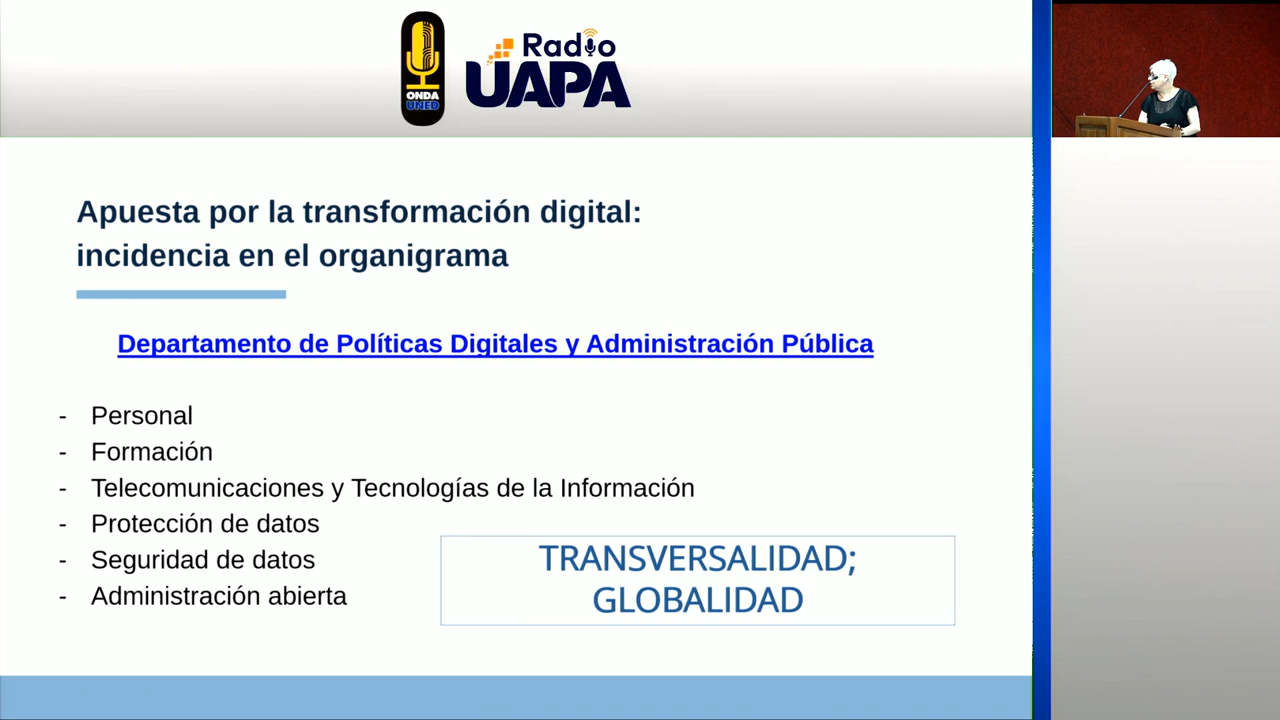 ONDA
UNED
Radio
UAPA
Apuesta por la transformación digital:
incidencia en el organigrama
Departamento de Políticas Digitales y Administración Pública
- Personal
- Formación
- Telecomunicaciones y Tecnologías de la Información
- Protección de datos
- Seguridad de datos
- Administración abierta
TRANSVERSALIDAD;
GLOBALIDAD